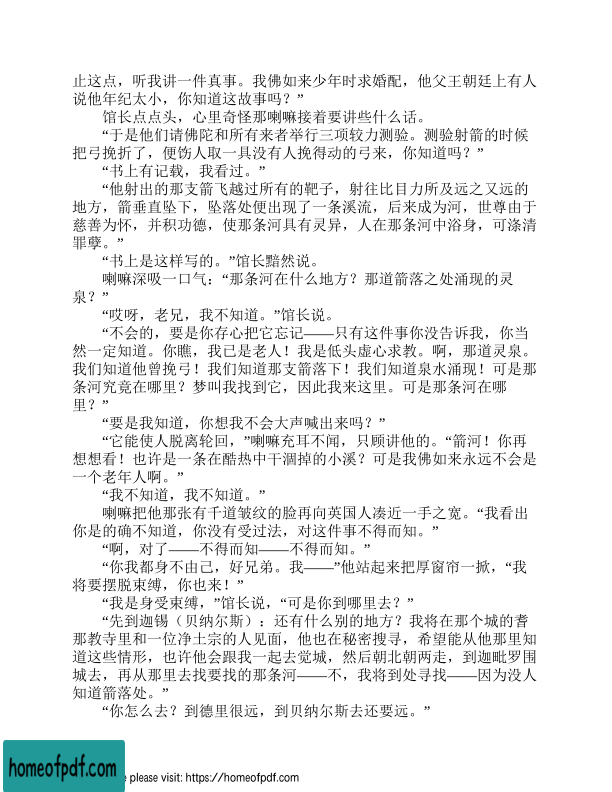 止这点，听我讲一件真事。我佛如来少年时求婚配，他父王朝廷上有人
说他年纪太小，你知道这故事吗？”
馆长点点头，心里奇怪那喇嘛接着要讲些什么话。
“于是他们请佛陀和所有来者举行三项较力测验。测验射箭的时候
把弓挽折了，便饬人取一具没有人挽得动的弓来，你知道吗？”
“书上有记载，我看过。”
“他射出的那支箭飞越过所有的靶子，射往比目力所及远之又远的
地方，箭垂直坠下，坠落处便出现了一条溪流，后来成为河，世尊由于
慈善为怀，并积功德，使那条河具有灵异，人在那条河中浴身，可涤清
罪孽。”
“书上是这样写的。”馆长黯然说。
喇嘛深吸一口气：“那条河在什么地方？那道箭落之处涌现的灵
泉？”
“哎呀，老兄，我不知道。”馆长说。
“不会的，要是你存心把它忘记——只有这件事你没告诉我，你当
然一定知道。你瞧，我已是老人！我是低头虚心求教。啊，那道灵泉。
我们知道他曾挽弓！我们知道那支箭落下！我们知道泉水涌现！可是那
条河究竟在哪里？梦叫我找到它，因此我来这里。可是那条河在哪
里？”
“要是我知道，你想我不会大声喊出来吗？”
“它能使人脱离轮回，”喇嘛充耳不闻，只顾讲他的。“箭河！你再
想想看！也许是一条在酷热中干涸掉的小溪？可是我佛如来永远不会是
一个老年人啊。”
“我不知道，我不知道。”
喇嘛把他那张有千道皱纹的脸再向英国人凑近一手之宽。“我看出
你是的确不知道，你没有受过法，对这件事不得而知。”
“啊，对了——不得而知——不得而知。”
“你我都身不由己，好兄弟。我——”他站起来把厚窗帘一掀，“我
将要摆脱束缚，你也来！”
“我是身受束缚，”馆长说，“可是你到哪里去？”
“先到迦锡（贝纳尔斯）：还有什么别的地方？我将在那个城的耆
那教寺里和一位净土宗的人见面，他也在秘密搜寻，希望能从他那里知
道这些情形，也许他会跟我一起去觉城，然后朝北朝西走，到迦毗罗围
城去，再从那里去找要找的那条河——不，我将到处寻找——因为没人
知道箭落处。”
“你怎么去？到德里很远，到贝纳尔斯去还要远。”
homeofpdf.com
please visit: https://homeofpdf.com